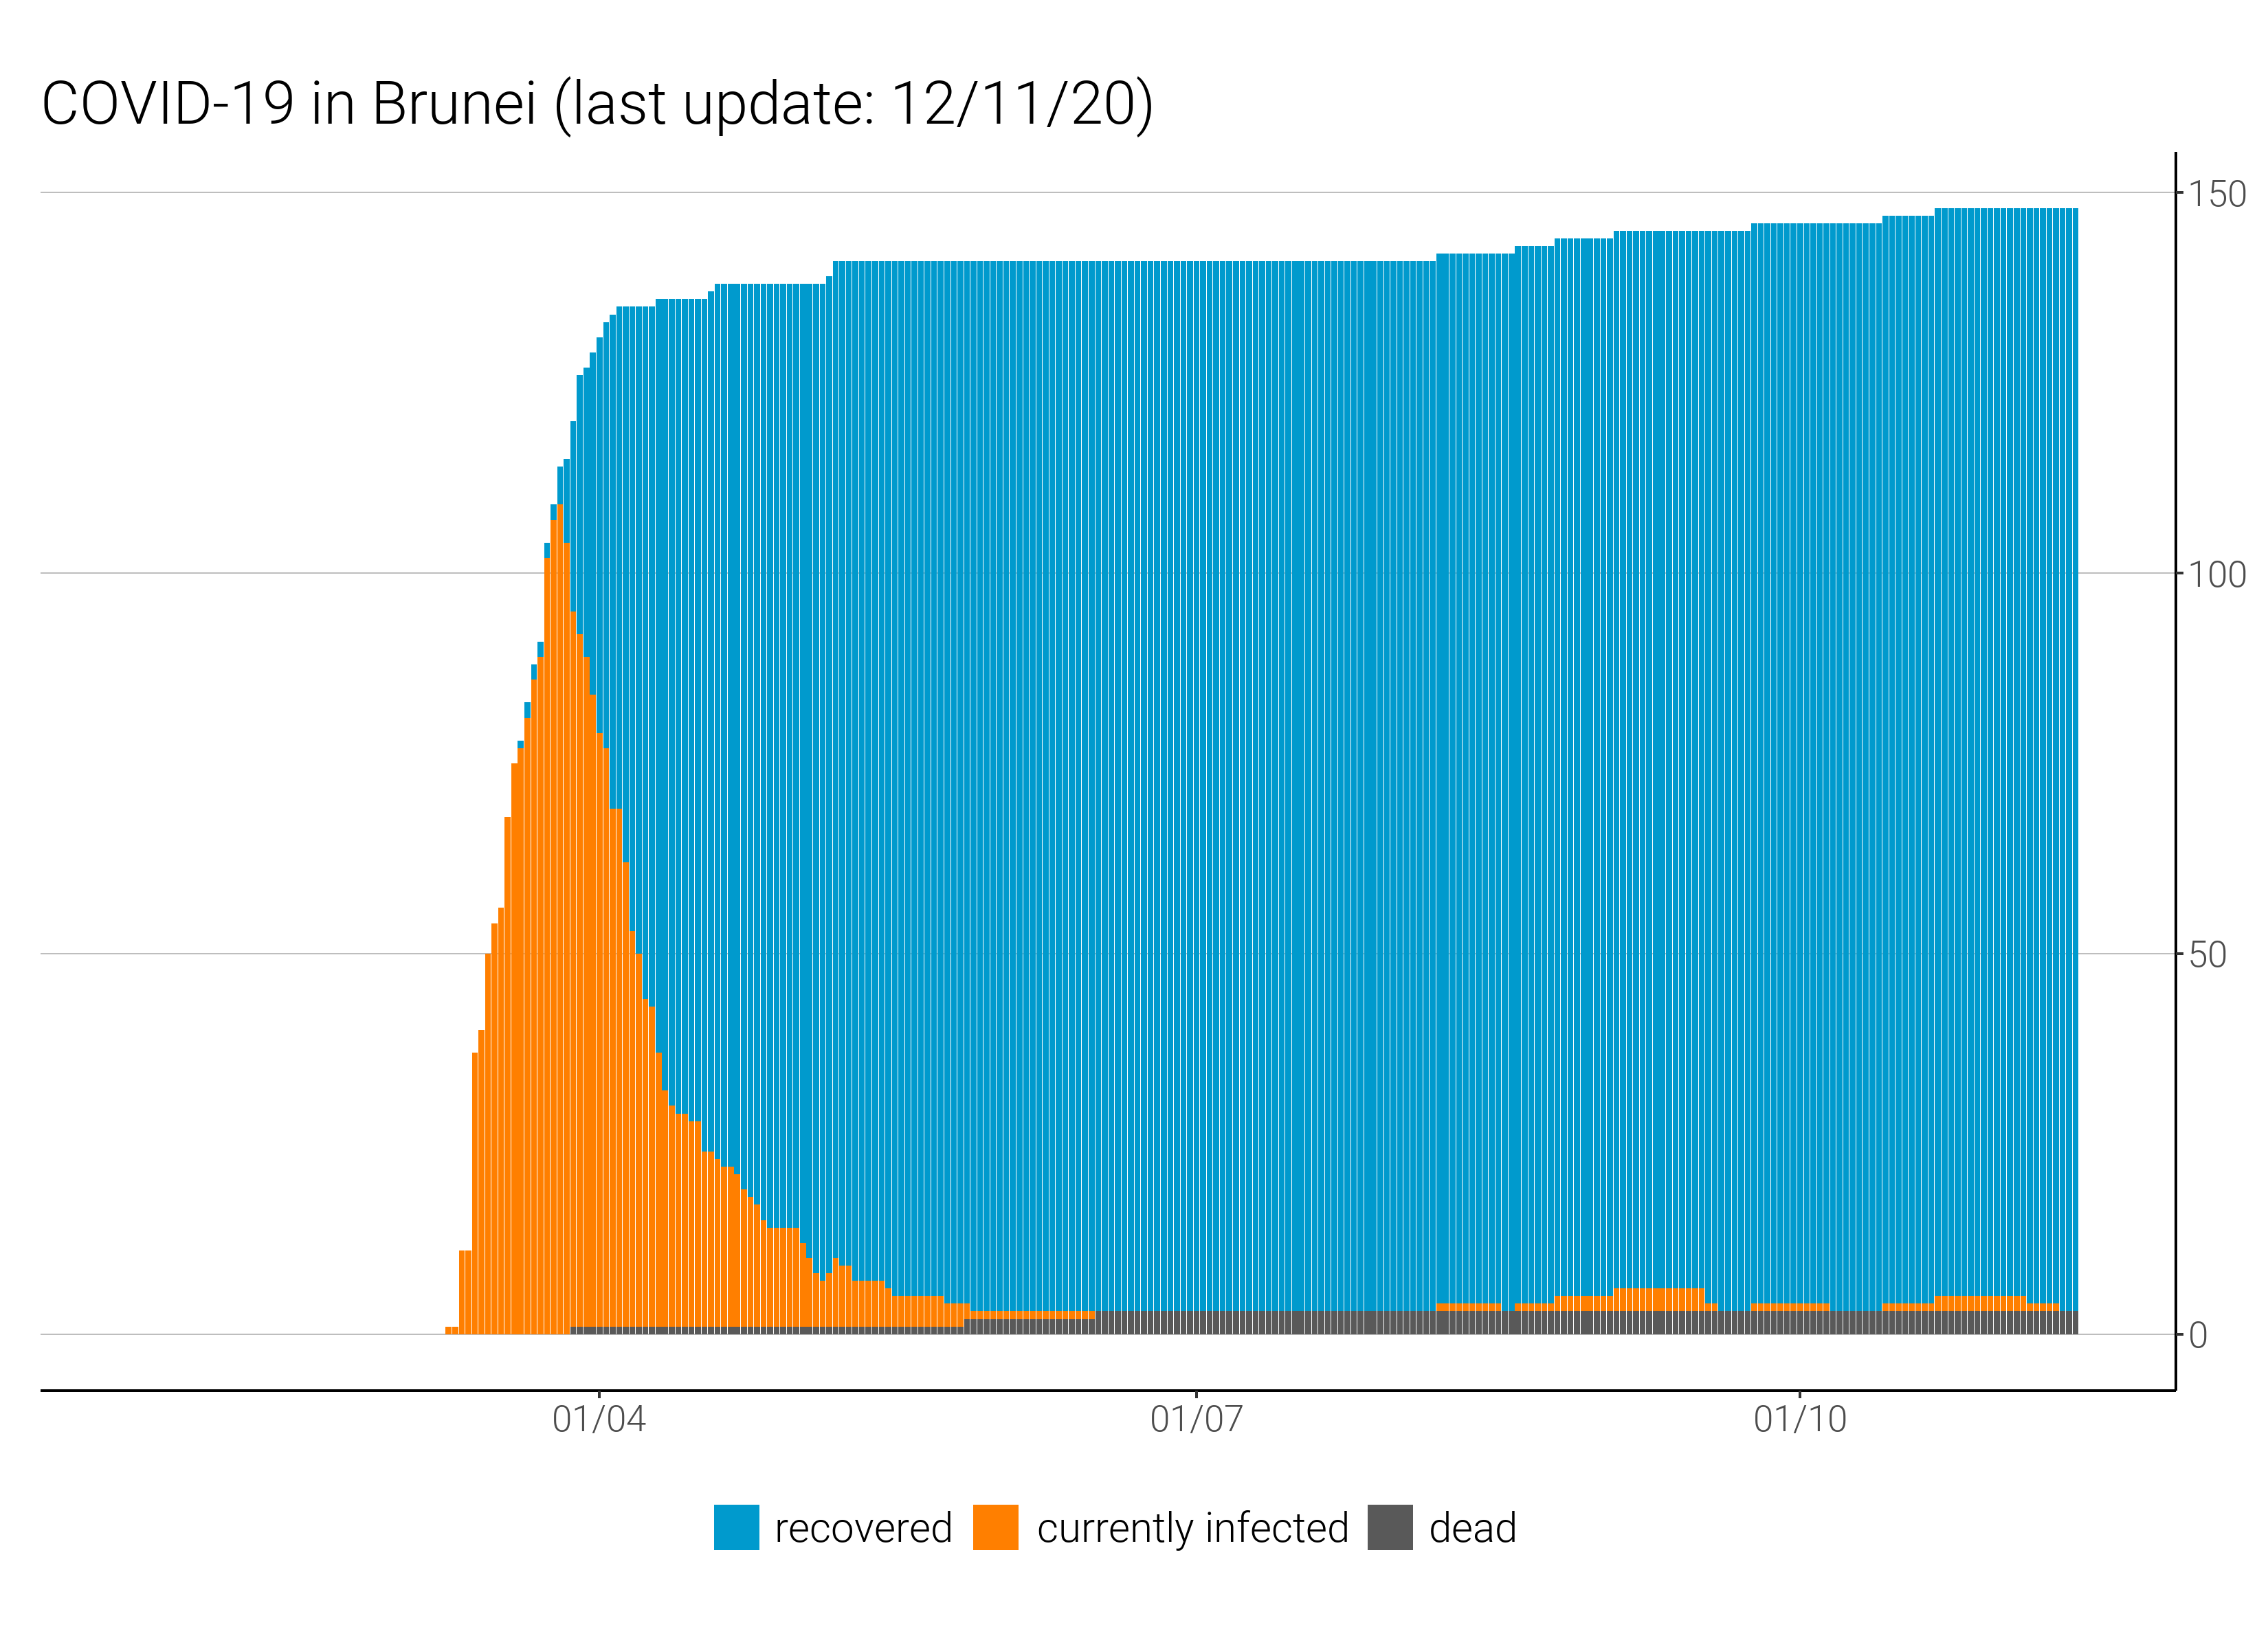 COVID-19 in Brunei (last update: 12/11/20)
150
100
50
0
01/04 01/07 01/10
recovered currently infected dead